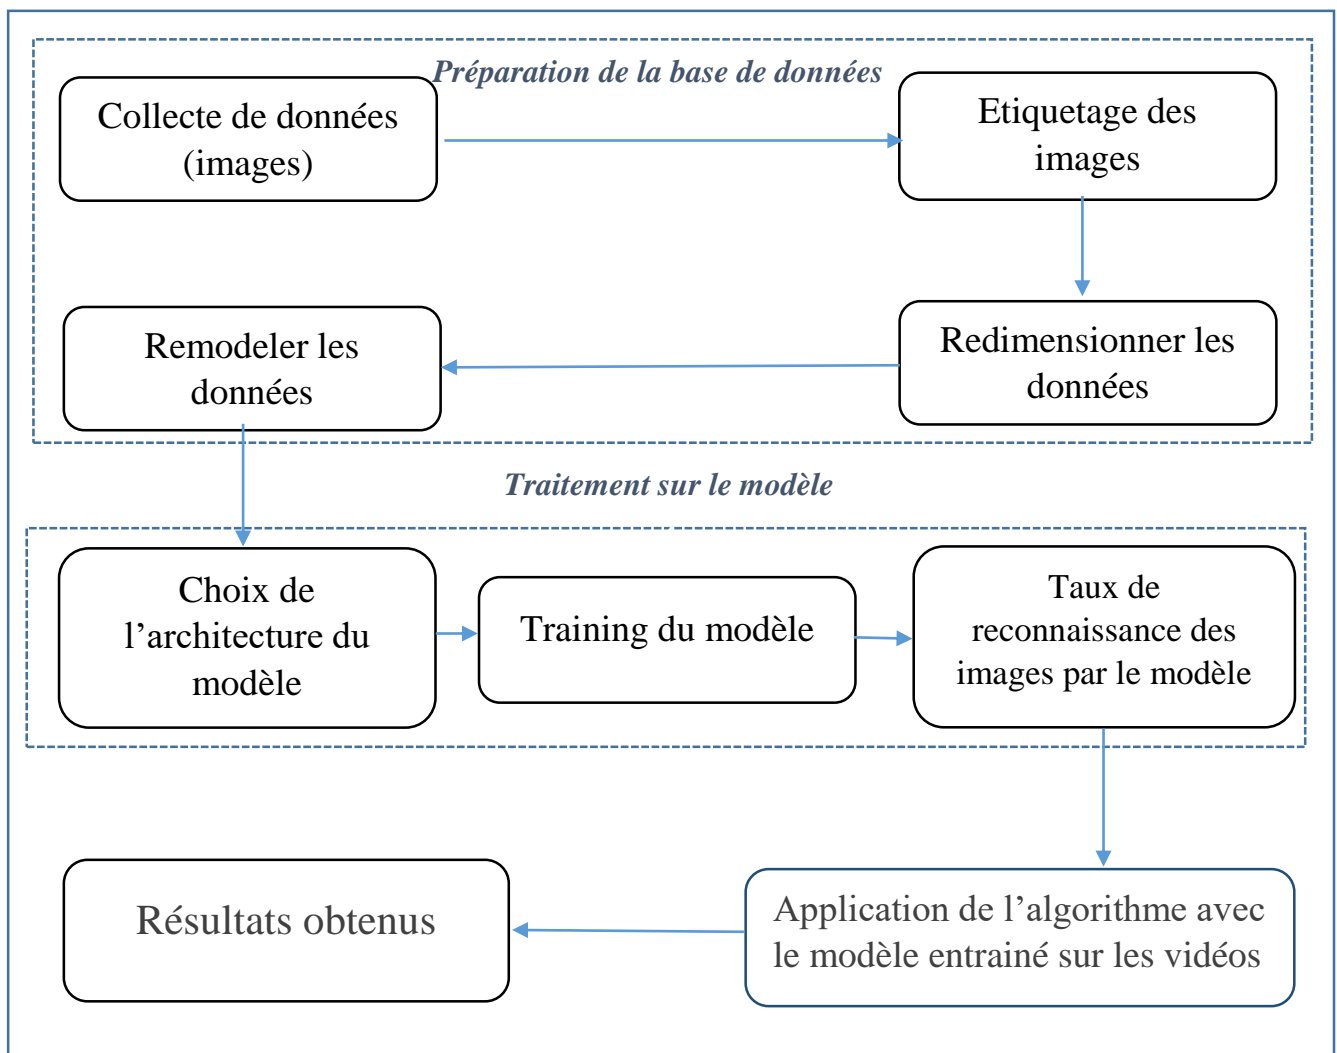 Préparation de la base de données
Collecte de données
(images)
Etiquetage des
images
Redimensionner les
données
Remodeler les
données
Traitement sur le modèle
Choix de
l’architecture du
modèle
Training du modèle
Taux de
reconnaissance des
images par le modèle
Application de l’algorithme avec
le modèle entrainé sur les vidéos
Résultats obtenus